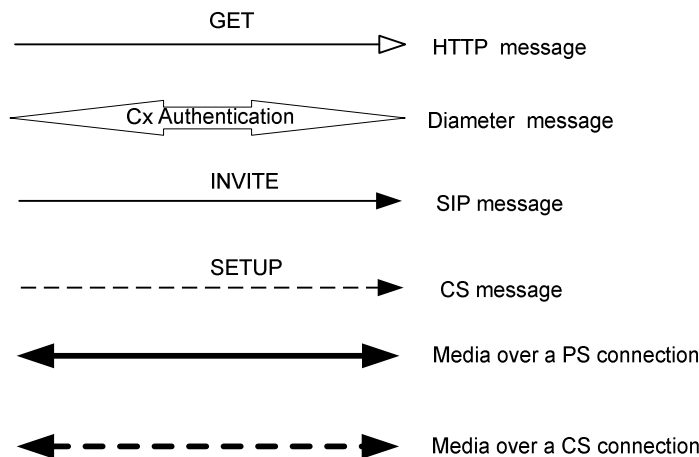 GET
HTTP message
Cx Authentication
Diameter message
INVITE
SIP message
SETUP
CS message
Media over a PS connection
Media over a CS connection